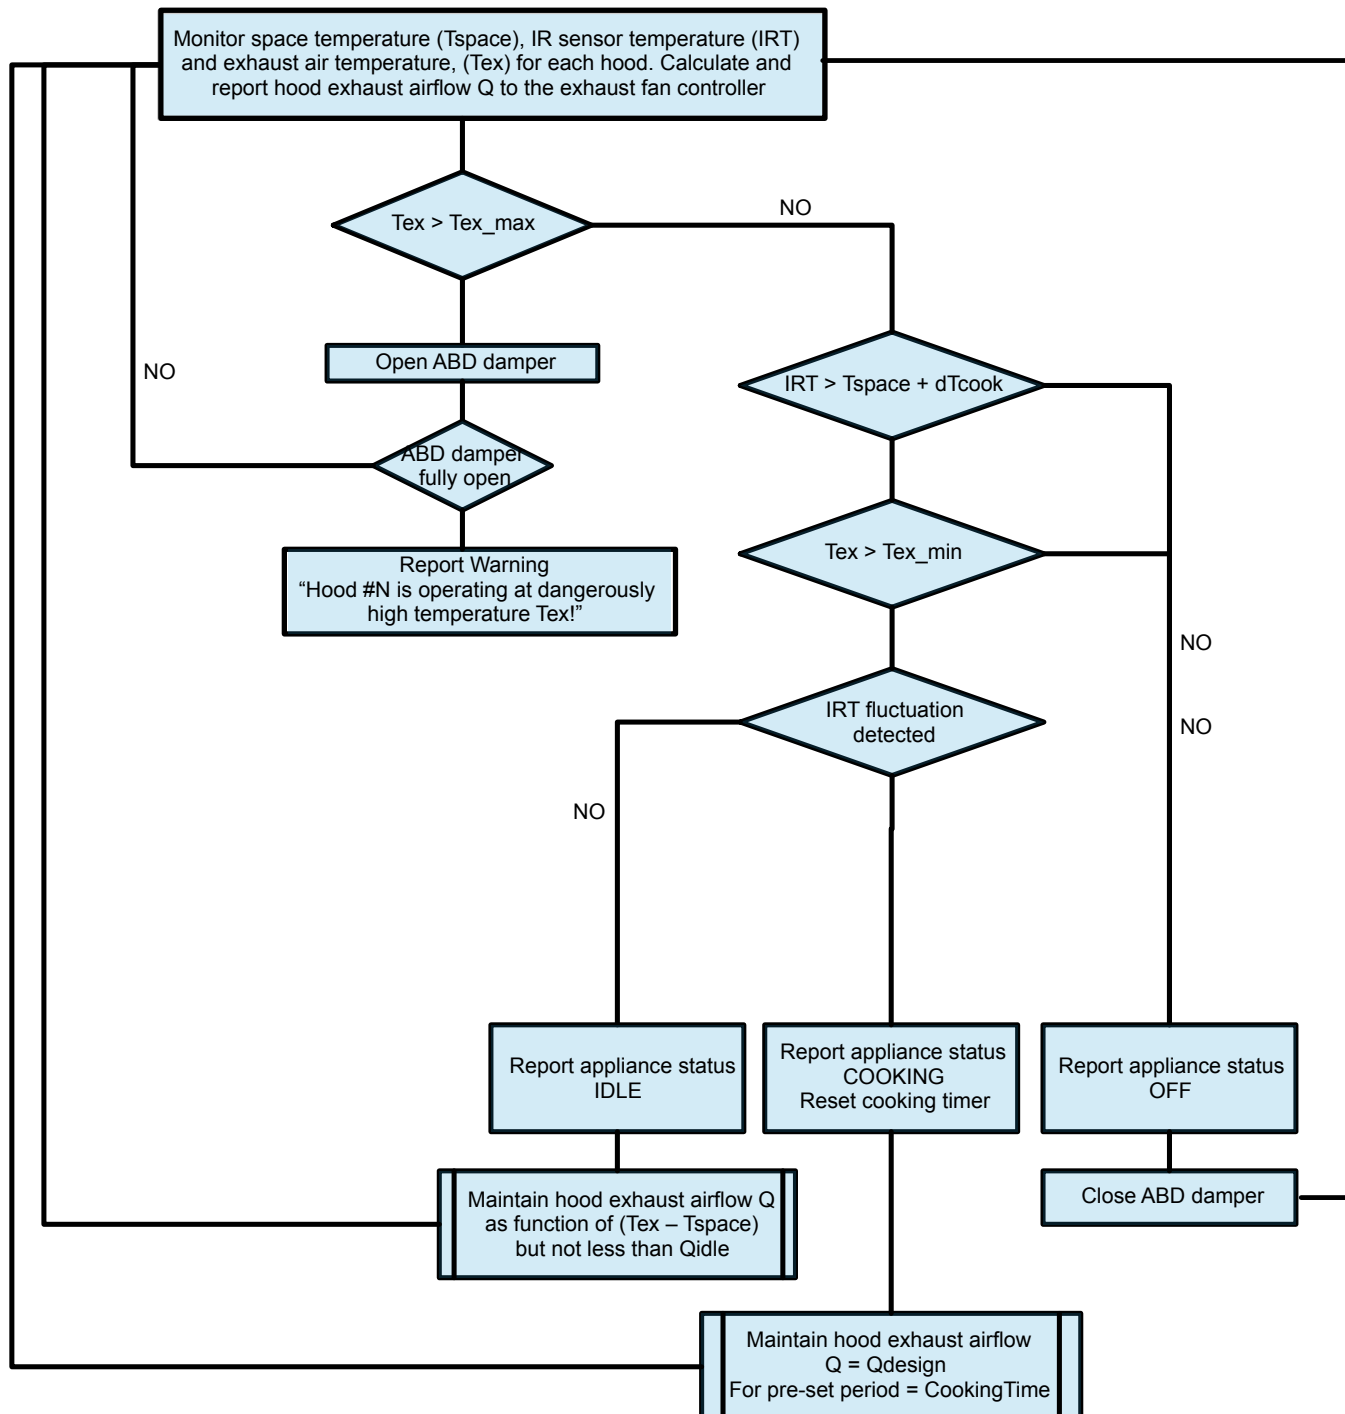 Monitor space temperature (Tspace), IR sensor temperature (IRT)
and exhaust air temperature, (Tex) for each hood. Calculate and
report hood exhaust airflow Q to the exhaust fan controller
Tex > Tex_max
NO
Open ABD damper
NO
ABD damper
fully open
Report Warning
“Hood #N is operating at dangerously
high temperature Tex!”
IRT > Tspace + dTcook
Tex > Tex_min
NO
IRT fluctuation
detected
NO
NO
Report appliance status
IDLE
Report appliance status
COOKING
Reset cooking timer
Report appliance status
OFF
Maintain hood exhaust airflow Q
as function of (Tex – Tspace)
but not less than Qidle
Close ABD damper
Maintain hood exhaust airflow
Q = Qdesign
For pre-set period = CookingTime